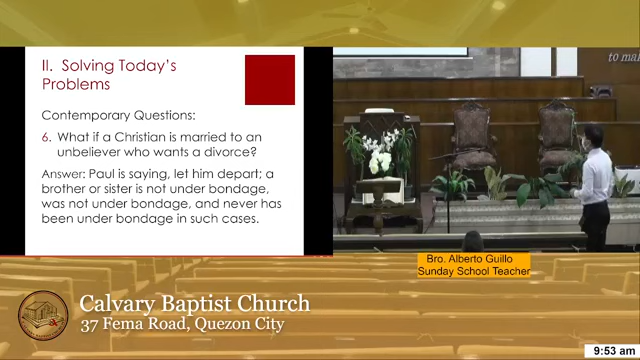 II. Solving Today's
Problems
Contemporary Questions:
6. What if a Christian is married to an
unbeliever who wants a divorce?
Answer: Paul is saying, let him depart; a
brother or sister is not under bondage,
was not under bondage, and never has
been under bondage in such cases.
to mak
Bro. Alberto Guillo
Sunday School Teacher
Calvary Baptist Church
37 Fema Road, Quezon City
9:53 am